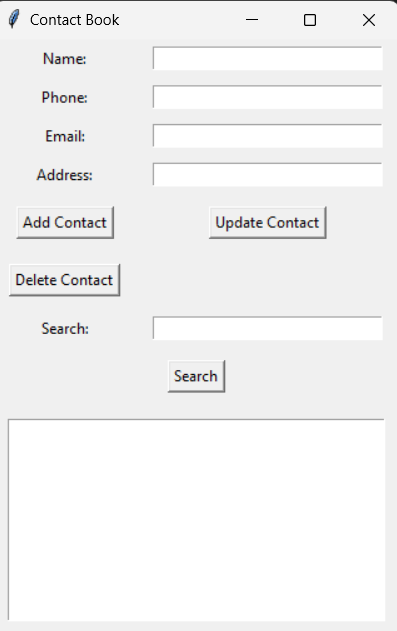 Contact Book
Name:
Phone:
Email:
Address:
Add Contact Update Contact
Delete Contact
Search:
Search